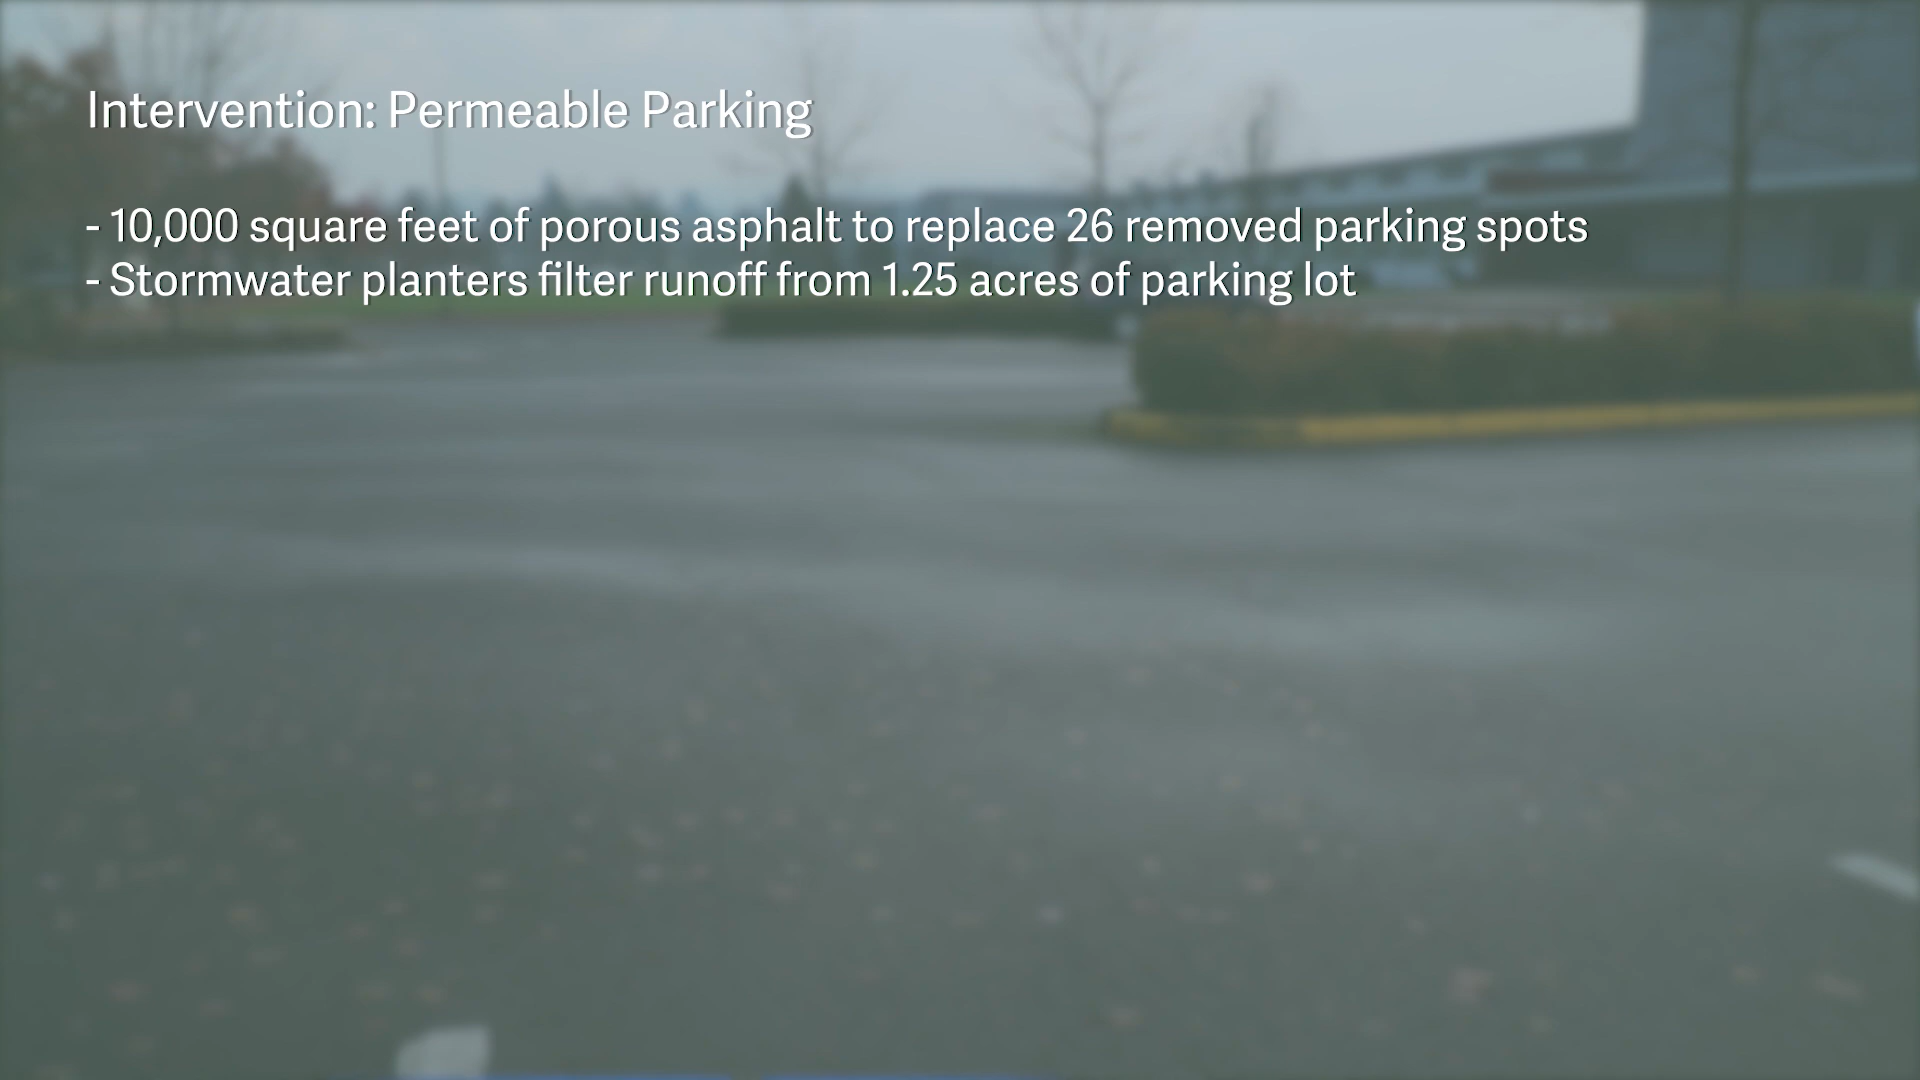 Intervention: Permeable Parking
- 10,000 square feet of porous asphalt to replace 26 removed parking spots
- Stormwater planters filter runoff from 1.25 acres of parking lot